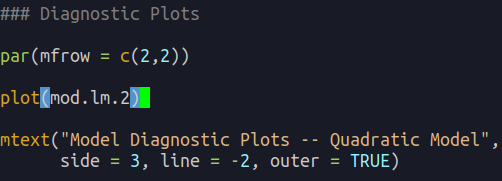 ### Diagnostic Plots
par(mfrow = c(2,2))
plot(mod.lm.2)
mtext("Model Diagnostic Plots -- Quadratic Model",
side = 3, line = -2, outer = TRUE)